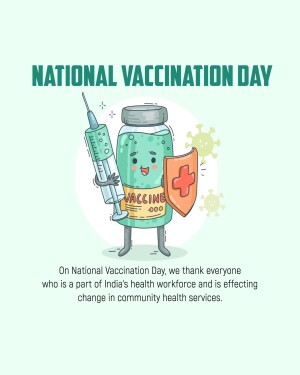 NATIONAL VACCINATION DAY
VACCINE
On National Vaccination Day, we thank everyone
who is a part of India's health workforce and is effecting
change in community health services.